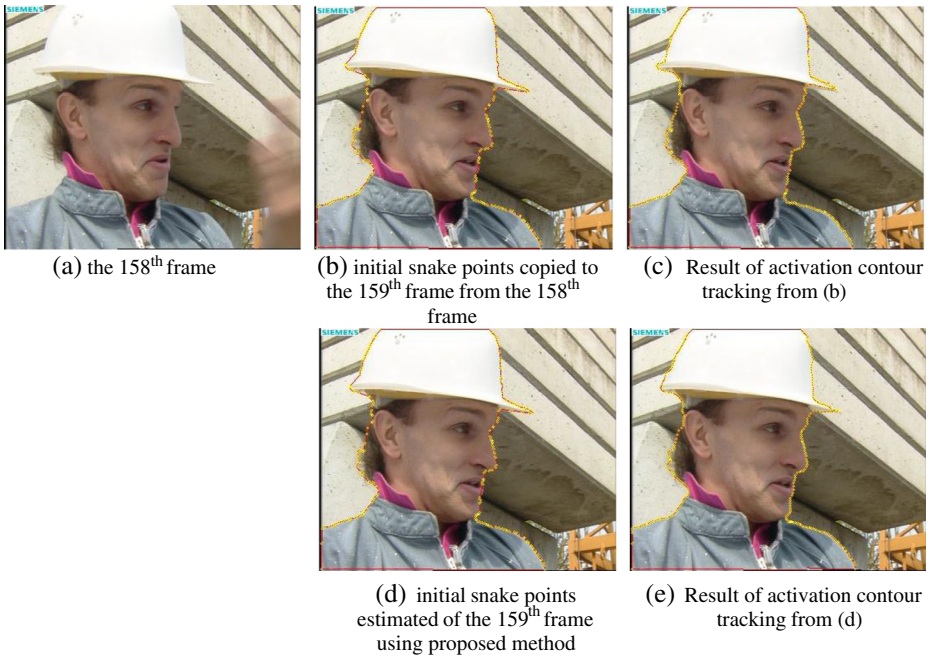 SIEMENS
SIEMENS
SIEMENS
(a) the 158th frame
(b) initial snake points copied to
the 159th frame from the 158th
frame
(c) Result of activation contour
tracking from (b)
SIEMENS
SIEMENS
(d) initial snake points
estimated of the 159th frame
using proposed method
(e) Result of activation contour
tracking from (d)